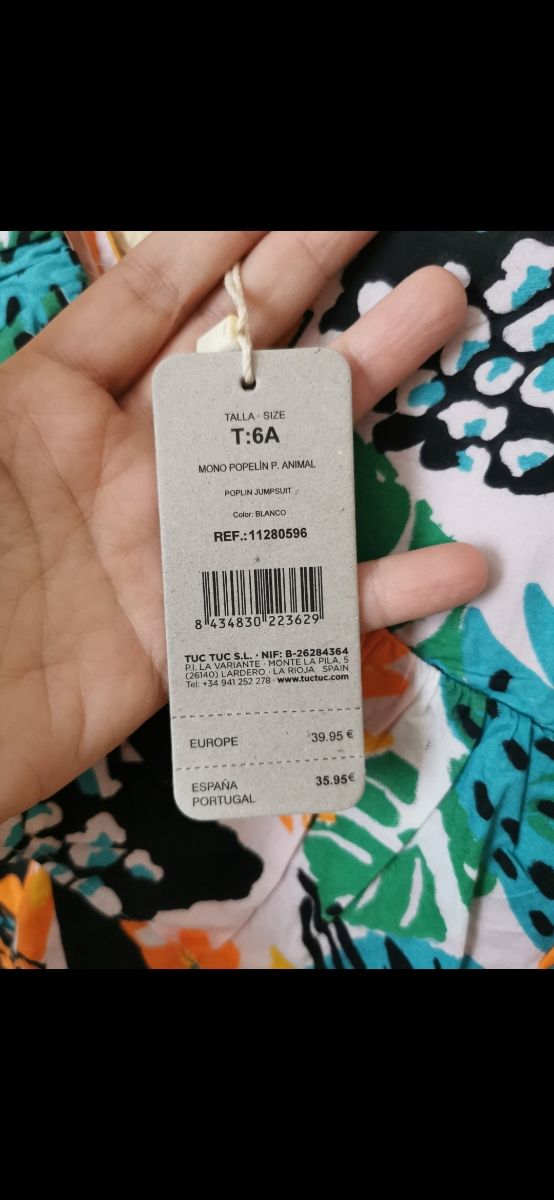 TALLA - SIZE
T:6A
MONO POPELÍN P. ANIMAL
POPLIN JUMPSUIT
Color: BLANCO
REF.:11280596
8 434830 223629
TUC TUC S.L. · NIF: B-26284364
P.I. LA VARIANTE · MONTE LA PILA, 5
(26140) LARDERO · LA RIOJA SPAIN
Tel: +34 941 252 278 · www.tuctuc.com
EUROPE 39.95 €
ESPAÑA 35.95€
PORTUGAL